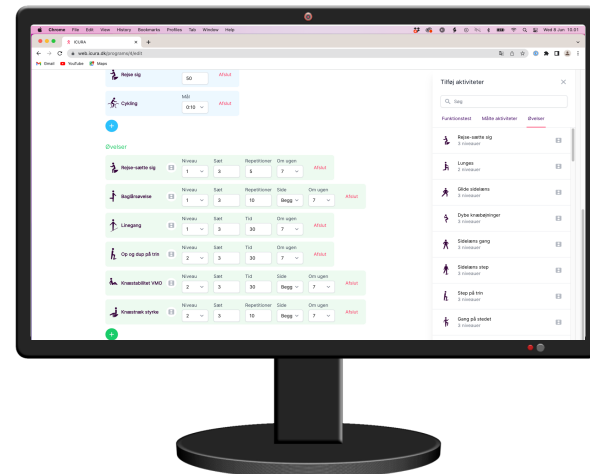 Chrome File Edit View History Bookmarks Profiles Tab Window Help
Wed 8 Jun 10.31
ICURA
web.icura.dk/programs/4/edit
Gmail YouTube Maps
Rejse sig 50 Afslut
Mål
Cykling 0:10 Afslut
Øvelser
Niveau Sæt Repetitioner Om ugen
Rejse-sætte sig 1 3 5 7 Afslut
Niveau Sæt Repetitioner Side Om ugen
Baglårsøvelse 1 3 10 Begg 7 Afslut
Niveau Sæt Tid Om ugen
Linegang 1 3 30 7 Afslut
Niveau Sæt Tid Om ugen
Op og dup på trin 2 3 30 7 Afslut
Niveau Sæt Tid Side Om ugen
Knæstabilitet VMO 2 3 30 Begg 7 Afslut
Niveau Sæt Repetitioner Side Om ugen
Knæstræk styrke 2 3 10 Begg 7 Afslut
Tilføj aktiviteter
Søg
Funktionstest Målte aktiviteter Øvelser
Rejse-sætte sig
3 niveauer
Lunges
3 niveauer
Glide sidelæns
3 niveauer
Dybe knæbøjninger
3 niveauer
Sidelæns gang
3 niveauer
Sidelæns step
3 niveauer
Step på trin
3 niveauer
Gang på stedet
3 niveauer